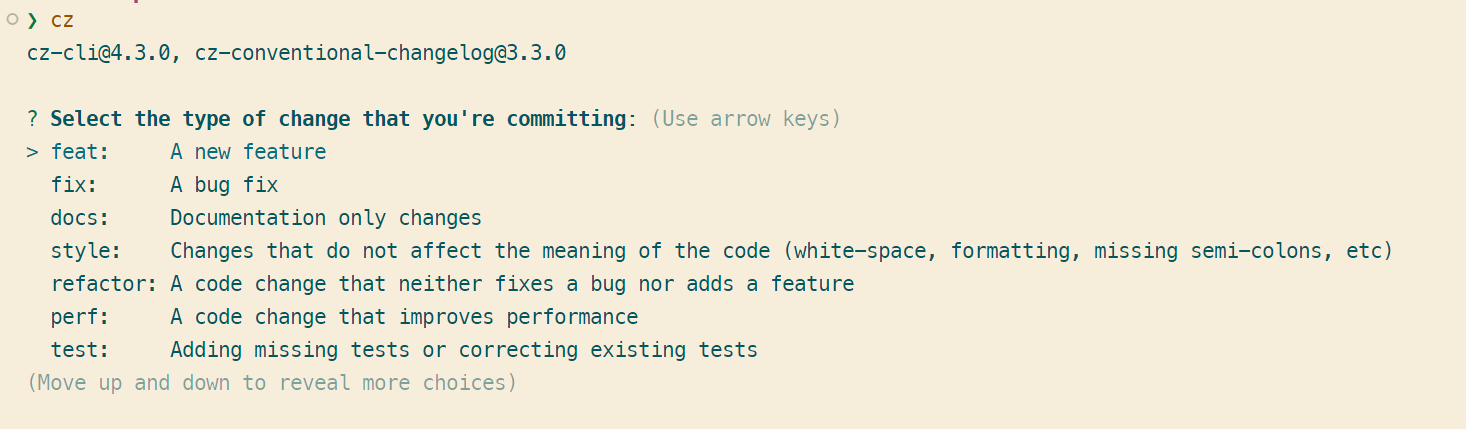 ❯ cz
cz-cli@4.3.0, cz-conventional-changelog@3.3.0
? Select the type of change that you're committing: (Use arrow keys)
> feat:     A new feature
  fix:      A bug fix
  docs:     Documentation only changes
  style:    Changes that do not affect the meaning of the code (white-space, formatting, missing semi-colons, etc)
  refactor: A code change that neither fixes a bug nor adds a feature
  perf:     A code change that improves performance
  test:     Adding missing tests or correcting existing tests
(Move up and down to reveal more choices)